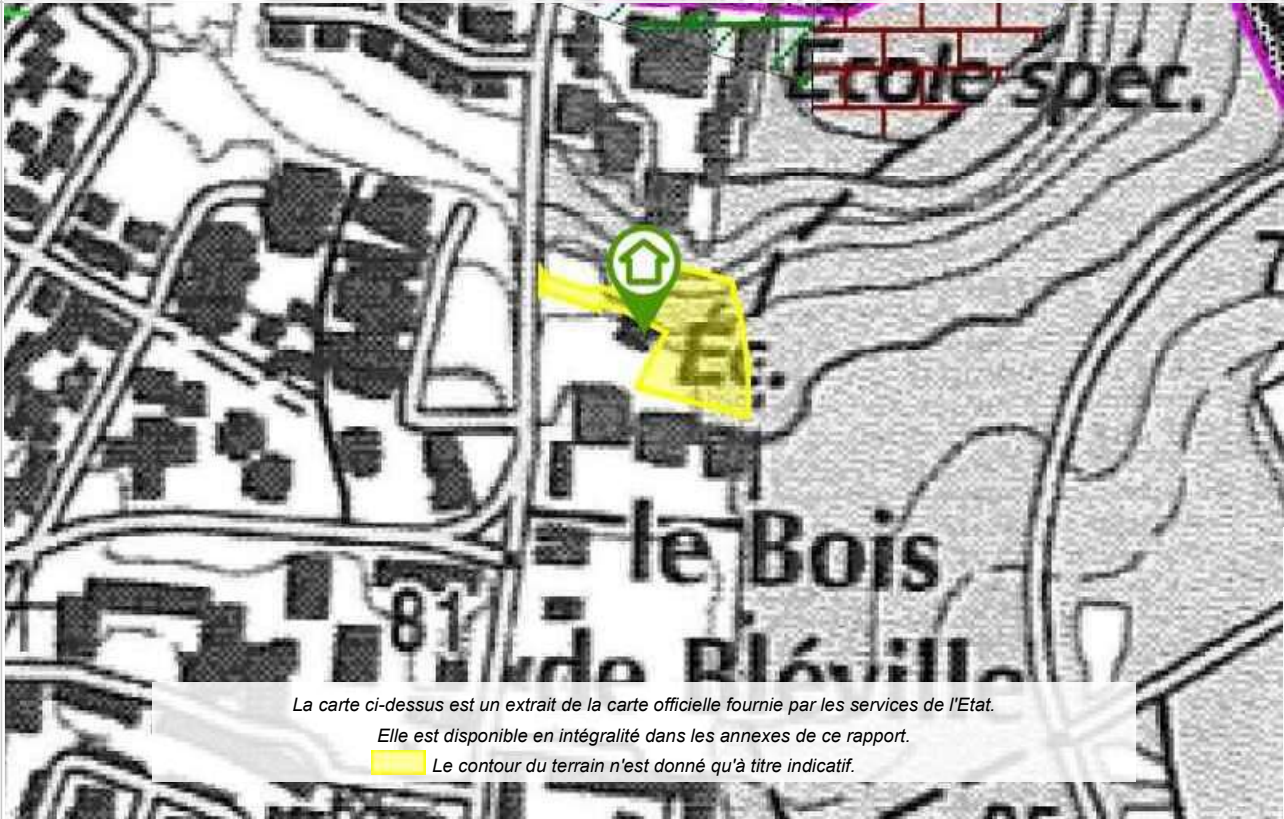 Ecole spéc.
Éc.
le Bois
de Bléville
81
La carte ci-dessus est un extrait de la carte officielle fournie par les services de l'Etat.
Elle est disponible en intégralité dans les annexes de ce rapport.
Le contour du terrain n'est donné qu'à titre indicatif.